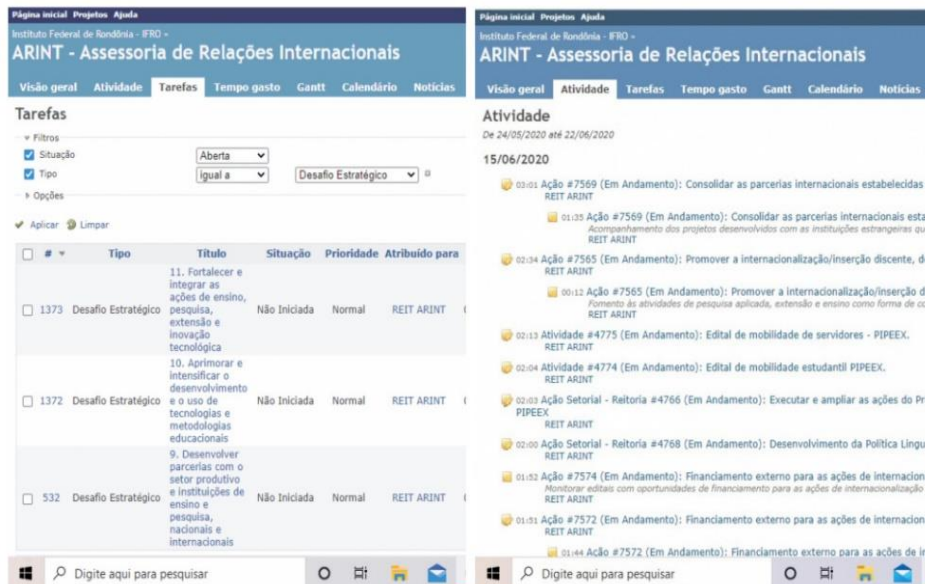 Página inicial Projetos Ajuda
Instituto Federal de Rondônia - IFRO »
ARINT - Assessoria de Relações Internacionais
Visão geral Atividade Tarefas Tempo gasto Gantt Calendário Notícias
Tarefas
Filtros
Situação Aberta
Tipo igual a Desafio Estratégico
Opções
Aplicar Limpar
# Tipo Título Situação Prioridade Atribuído para
11. Fortalecer e
integrar as
ações de ensino,
1373 Desafio Estratégico pesquisa, Não Iniciada Normal REIT ARINT
extensão e
inovação
tecnológica
10. Aprimorar e
intensificar o
desenvolvimento
1372 Desafio Estratégico e o uso de Não Iniciada Normal REIT ARINT
tecnologias e
metodologias
educacionais
9. Desenvolver
parcerias com o
setor produtivo
532 Desafio Estratégico e instituições de Não Iniciada Normal REIT ARINT
ensino e
pesquisa,
nacionais e
internacionais
Digite aqui para pesquisar
Página inicial Projetos Ajuda
Instituto Federal de Rondônia - IFRO »
ARINT - Assessoria de Relações Internacionais
Visão geral Atividade Tarefas Tempo gasto Gantt Calendário Notícias
Atividade
De 24/05/2020 até 22/06/2020
15/06/2020
03:01 Ação #7569 (Em Andamento): Consolidar as parcerias internacionais estabelecidas
REIT ARINT
01:35 Ação #7569 (Em Andamento): Consolidar as parcerias internacionais esta
Acompanhamento dos projetos desenvolvidos com as instituições estrangeiras qu
REIT ARINT
02:34 Ação #7565 (Em Andamento): Promover a internacionalização/inserção discente, d
REIT ARINT
00:12 Ação #7565 (Em Andamento): Promover a internacionalização/inserção d
Fomento às atividades de pesquisa aplicada, extensão e ensino como forma de co
REIT ARINT
02:13 Atividade #4775 (Em Andamento): Edital de mobilidade de servidores - PIPEEX.
REIT ARINT
02:04 Atividade #4774 (Em Andamento): Edital de mobilidade estudantil PIPEEX.
REIT ARINT
02:03 Ação Setorial - Reitoria #4766 (Em Andamento): Executar e ampliar as ações do Pr
PIPEEX
REIT ARINT
02:00 Ação Setorial - Reitoria #4768 (Em Andamento): Desenvolvimento da Política Lingu
REIT ARINT
01:52 Ação #7574 (Em Andamento): Financiamento externo para as ações de internacion
Monitorar editais com oportunidades de financiamento para as ações de internacionalização
REIT ARINT
01:51 Ação #7572 (Em Andamento): Financiamento externo para as ações de internacion
REIT ARINT
01:44 Ação #7572 (Em Andamento): Financiamento externo para as ações de in
Digite aqui para pesquisar